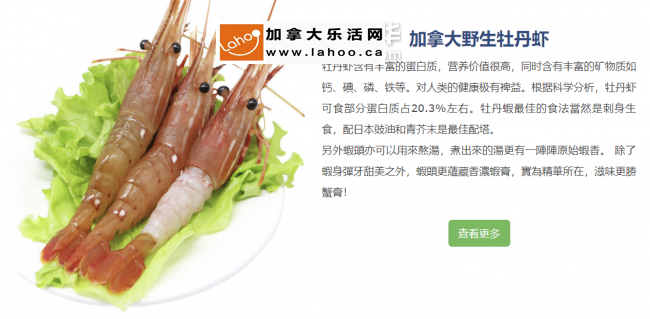 Lahoo
加拿大乐活网
www.lahoo.ca
加拿大野生牡丹虾
牡丹虾含有丰富的蛋白质，营养价值很高，同时含有丰富的矿物质如
钙、碘、磷、铁等。对人类的健康极有裨益。根据科学分析，牡丹虾
可食部分蛋白质占20.3%左右。牡丹蝦最佳的食法當然是刺身生
食，配日本豉油和青芥末是最佳配塔。
另外蝦頭亦可以用來熬湯，煮出來的湯更有一陣陣原始蝦香。 除了
蝦身彈牙甜美之外，蝦頭更蘊藏香濃蝦膏，實為精華所在，滋味更勝
蟹膏！
查看更多